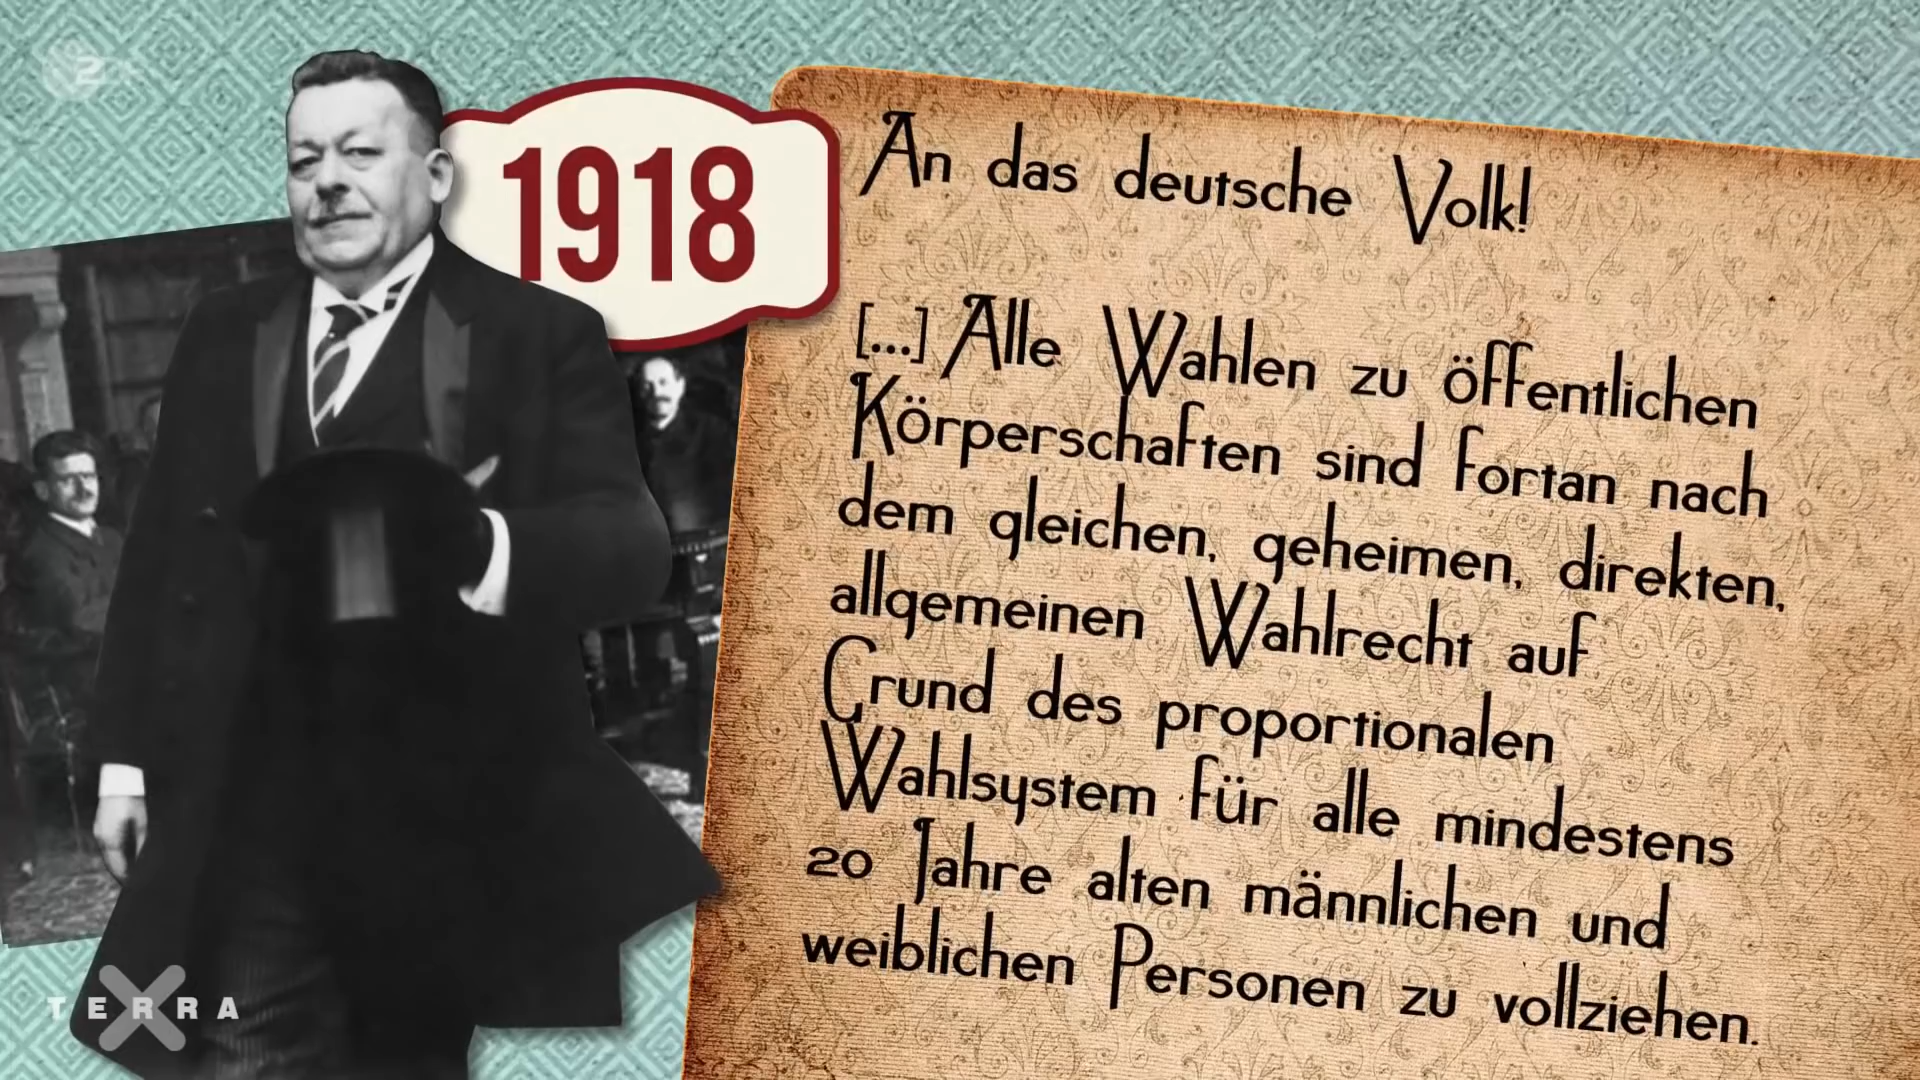 2
1918
An das deutsche Volk!
[...] Alle Wahlen zu öffentlichen
Körperschaften sind fortan nach
dem gleichen, geheimen, direkten,
allgemeinen Wahlrecht auf
Grund des proportionalen
Wahlsystem für alle mindestens
20 Jahre alten männlichen und
weiblichen Personen zu vollziehen.
TERRA X